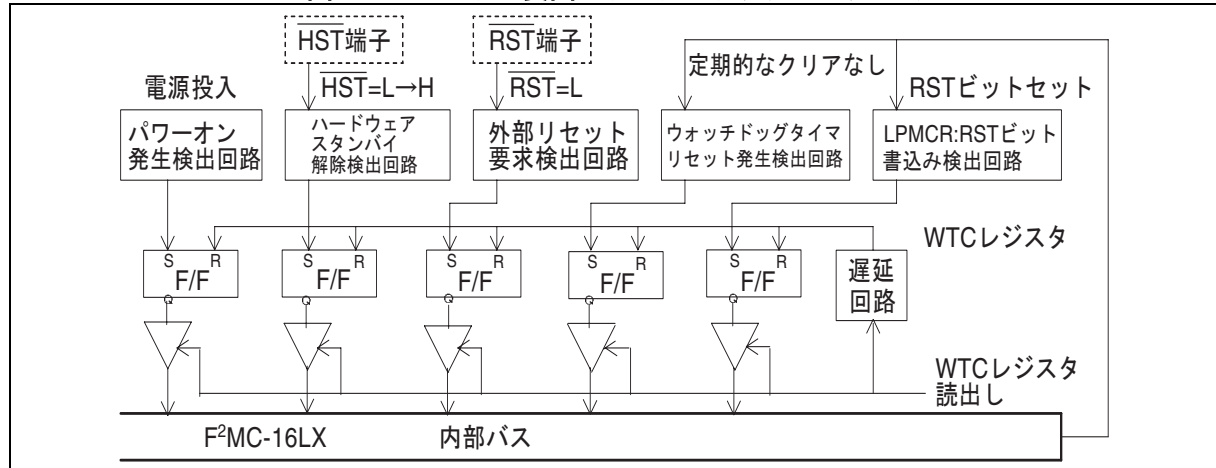 HST端子
RST端子
定期的なクリアなし
電源投入
HST=L→H
RST=L
RSTビットセット
パワーオン
発生検出回路
ハードウェア
スタンバイ
解除検出回路
外部リセット
要求検出回路
ウォッチドッグタイマ
リセット発生検出回路
LPMCR:RSTビット
書込み検出回路
WTCレジスタ
S R
F/F
Q
S R
F/F
Q
S R
F/F
Q
S R
F/F
Q
S R
F/F
Q
遅延
回路
WTCレジスタ
読出し
F²MC-16LX 内部バス